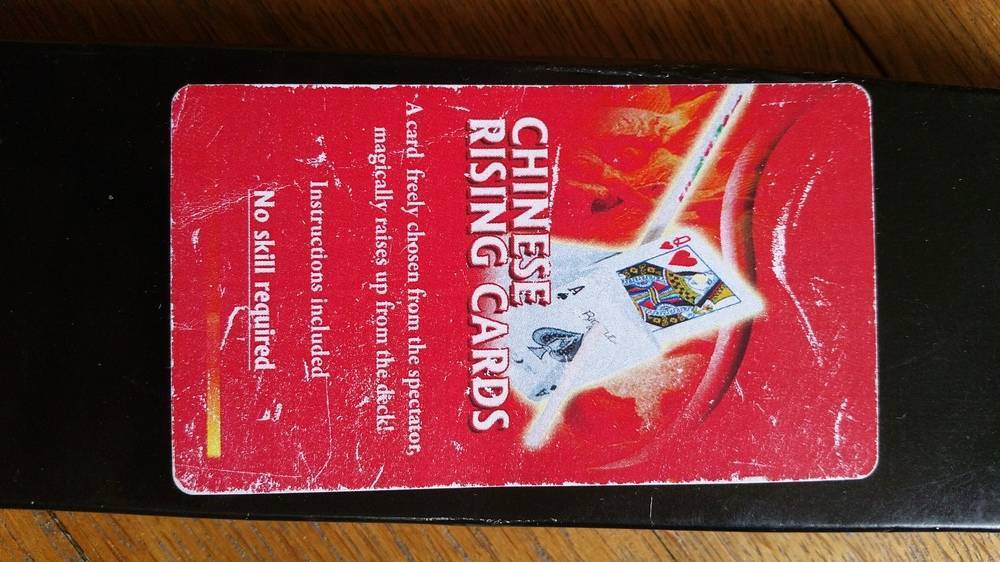 CHINESE
RISING CARDS
A card freely chosen from the spectator,
magically raises up from the deck!
Instructions included
No skill required
Q
A
A